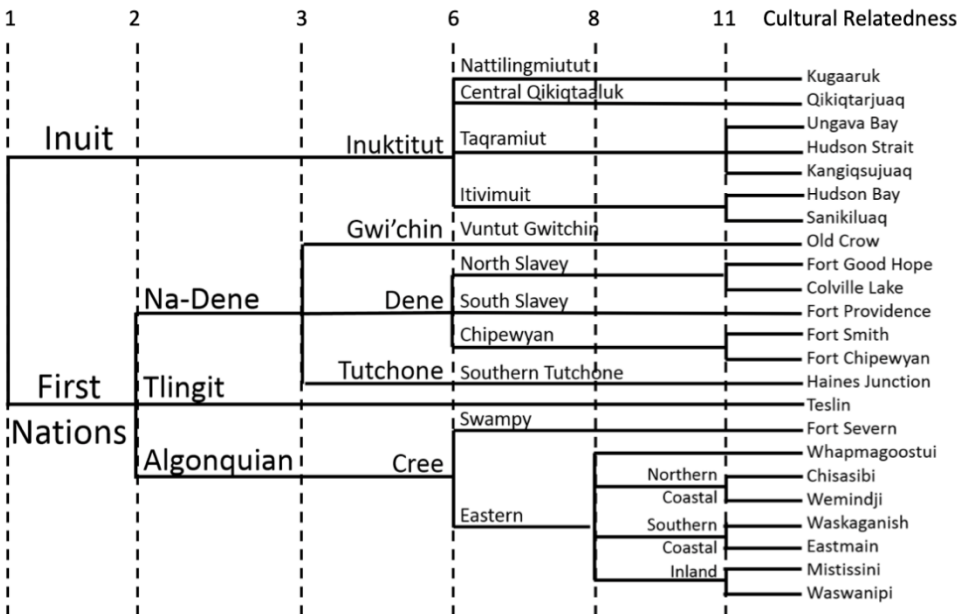 1 2 3 6 8 11 Cultural Relatedness
Nattilingmiutut
Kugaaruk
Central Qikiqtaaluk
Qikiqtarjuaq
Ungava Bay
Inuit
Inuktitut
Taqramiut
Hudson Strait
Kangiqsujuaq
Itivimuit
Hudson Bay
Sanikiluaq
Gwi'chin
Vuntut Gwitchin
Old Crow
North Slavey
Fort Good Hope
Colville Lake
Na-Dene
Dene
South Slavey
Fort Providence
Chipewyan
Fort Smith
Fort Chipewyan
Tutchone
Southern Tutchone
Haines Junction
First
Nations
Tlingit
Teslin
Swampy
Fort Severn
Whapmagoostui
Algonquian
Cree
Northern
Coastal
Chisasibi
Wemindji
Eastern
Southern
Coastal
Waskaganish
Eastmain
Inland
Mistissini
Waswanipi